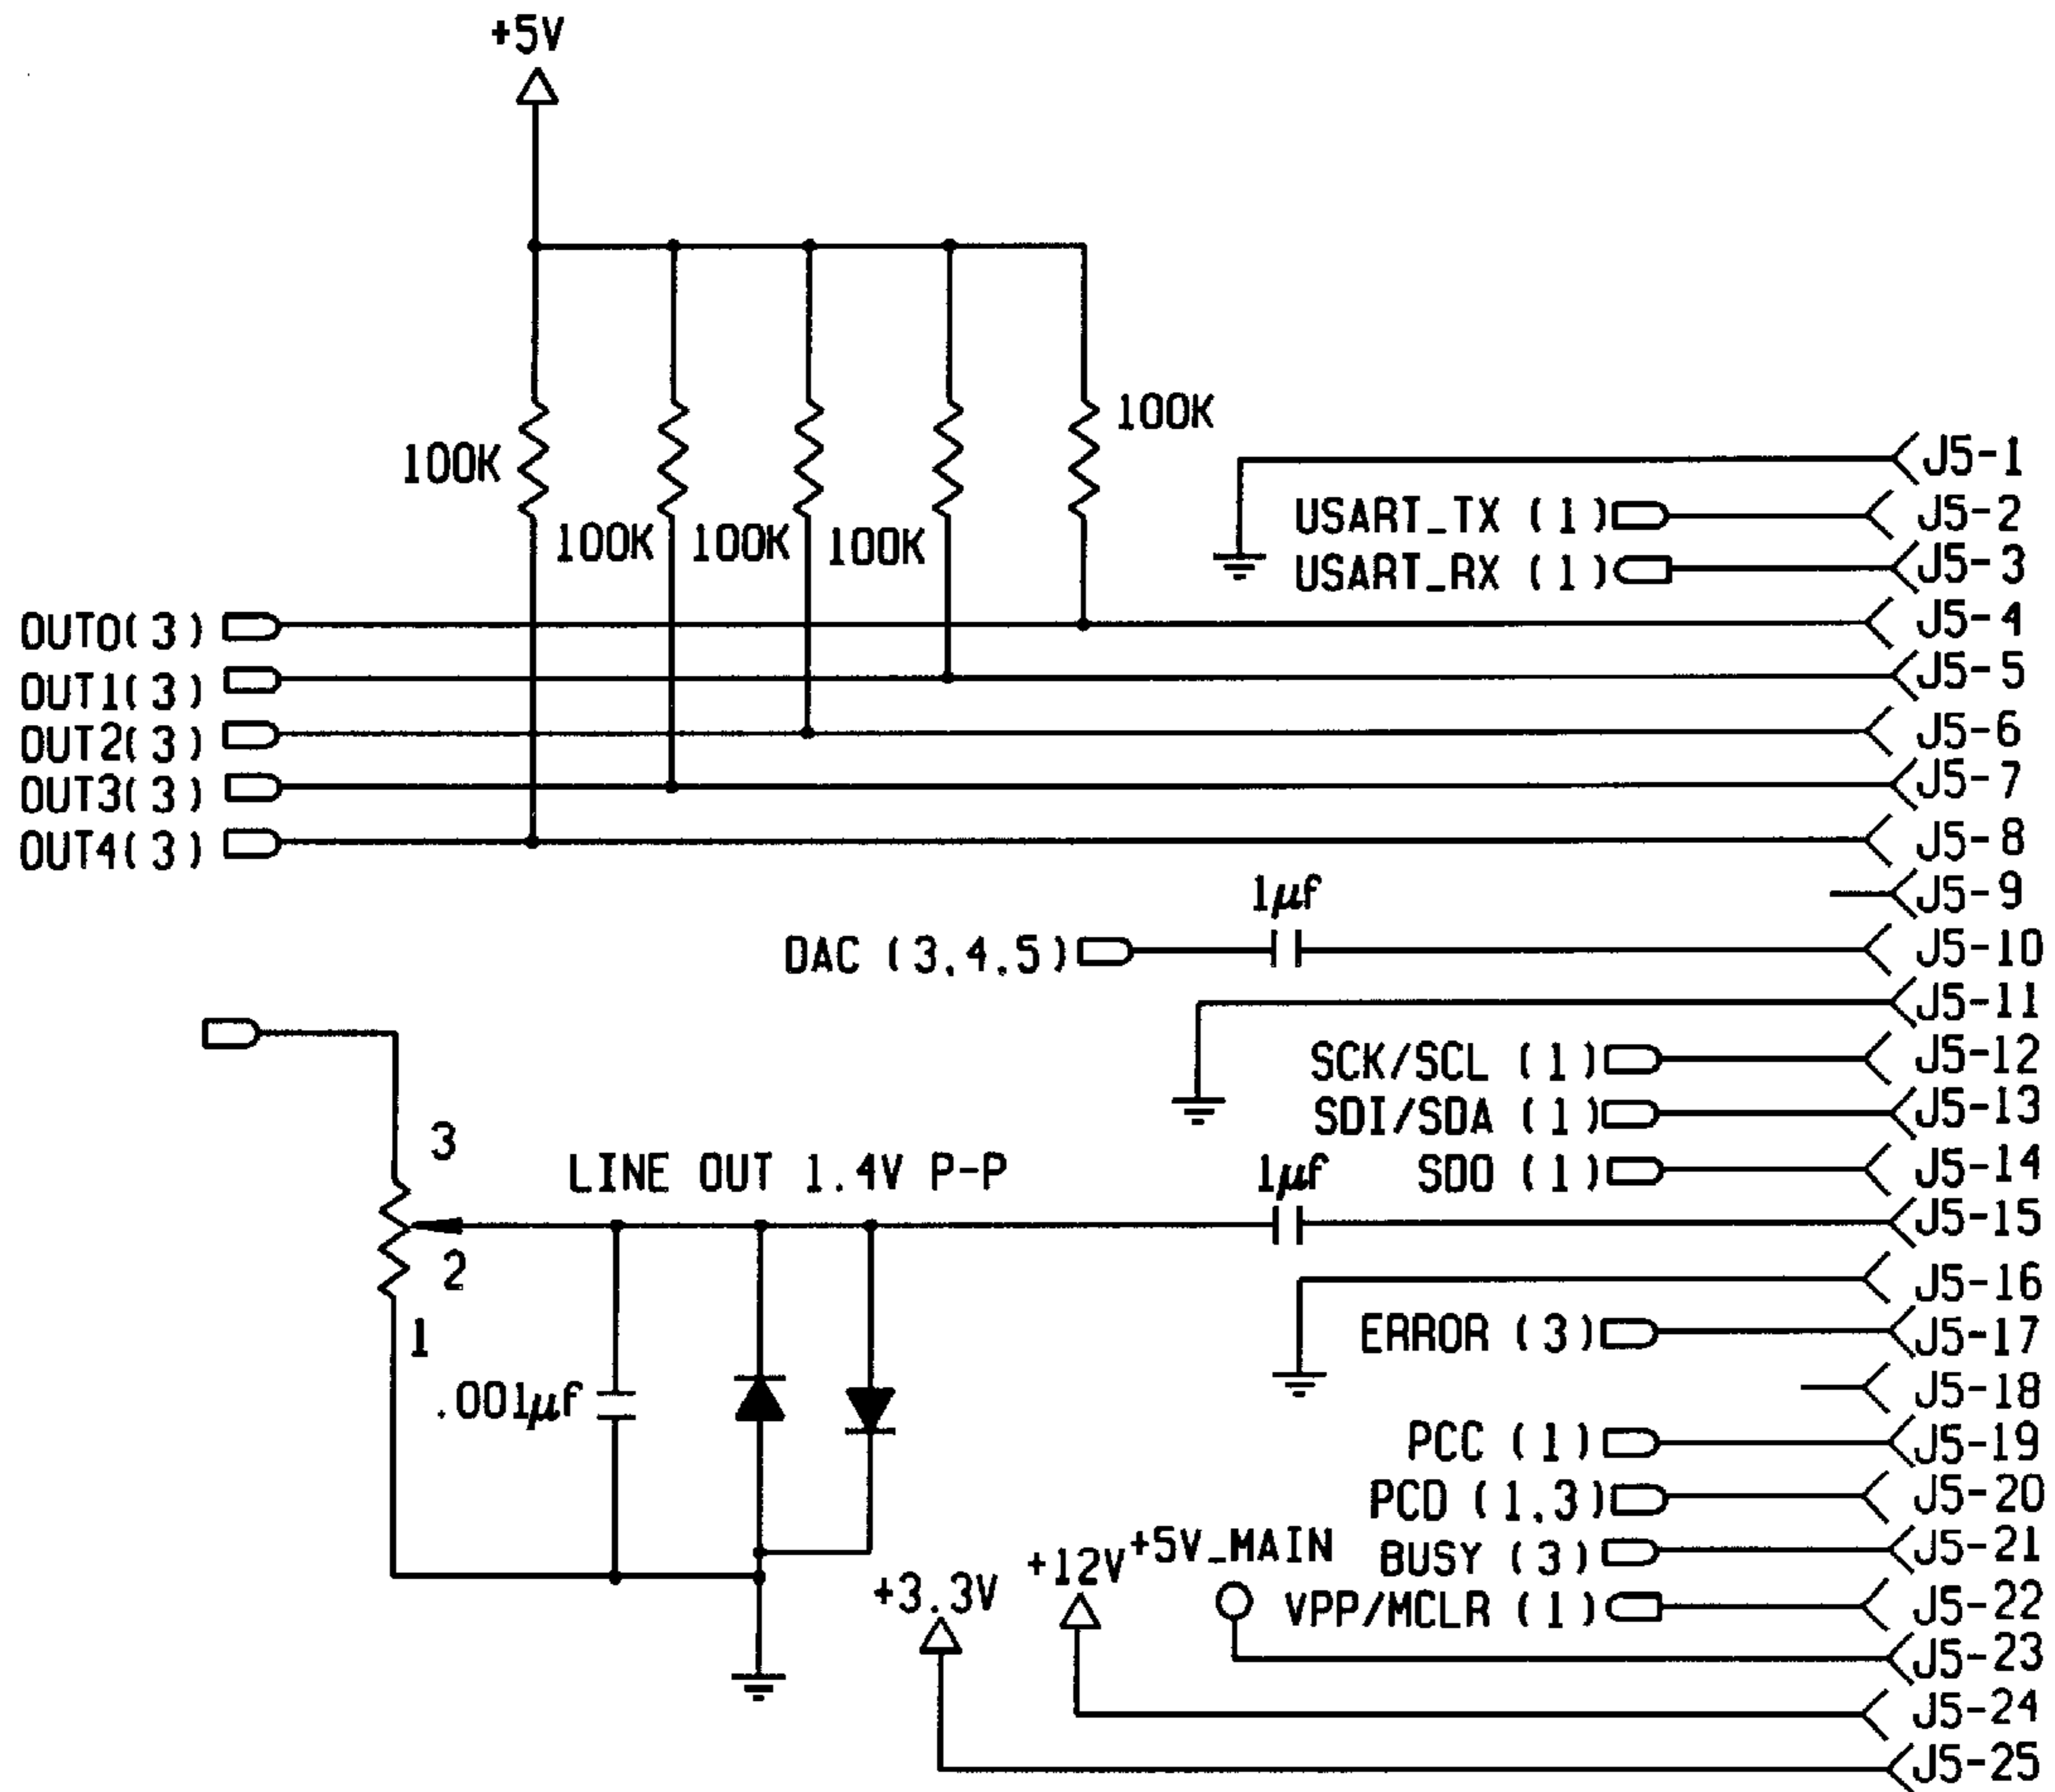 +5V
100K
100K
100K
100K
100K
J5-1
USART_TX (1)
J5-2
USART_RX (1)
J5-3
OUT0(3)
J5-4
OUT1(3)
J5-5
OUT2(3)
J5-6
OUT3(3)
J5-7
OUT4(3)
J5-8
J5-9
1µf
DAC (3,4,5)
J5-10
J5-11
SCK/SCL (1)
J5-12
SDI/SDA (1)
J5-13
3
LINE OUT 1.4V P-P
1µf
SDO (1)
J5-14
J5-15
2
J5-16
1
ERROR (3)
J5-17
.001µf
J5-18
PCC (1)
J5-19
PCD (1,3)
J5-20
+3.3V
+12V
+5V_MAIN
BUSY (3)
J5-21
VPP/MCLR (1)
J5-22
J5-23
J5-24
J5-25